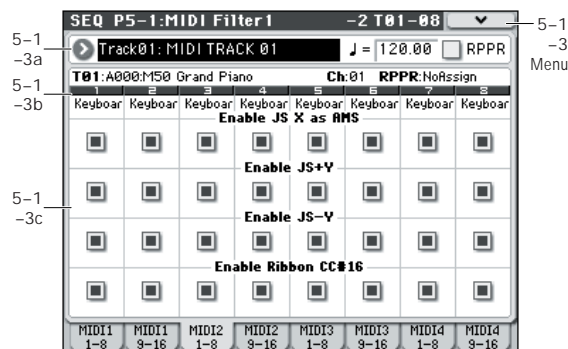 SEQ P5-1:MIDI Filter1 -2 T01-08
5-1
-3
Menu
5-1
-3a
Track01: MIDI TRACK 01 ♩ = 120.00 RPPR
T01:A000:M50 Grand Piano Ch:01 RPPR:NoAssign
5-1
-3b
1 2 3 4 5 6 7 8
Keyboar Keyboar Keyboar Keyboar Keyboar Keyboar Keyboar Keyboar
Enable JS X as AMS
Enable JS+Y
5-1
-3c
Enable JS-Y
Enable Ribbon CC#16
MIDI1 1-8 MIDI1 9-16 MIDI2 1-8 MIDI2 9-16 MIDI3 1-8 MIDI3 9-16 MIDI4 1-8 MIDI4 9-16